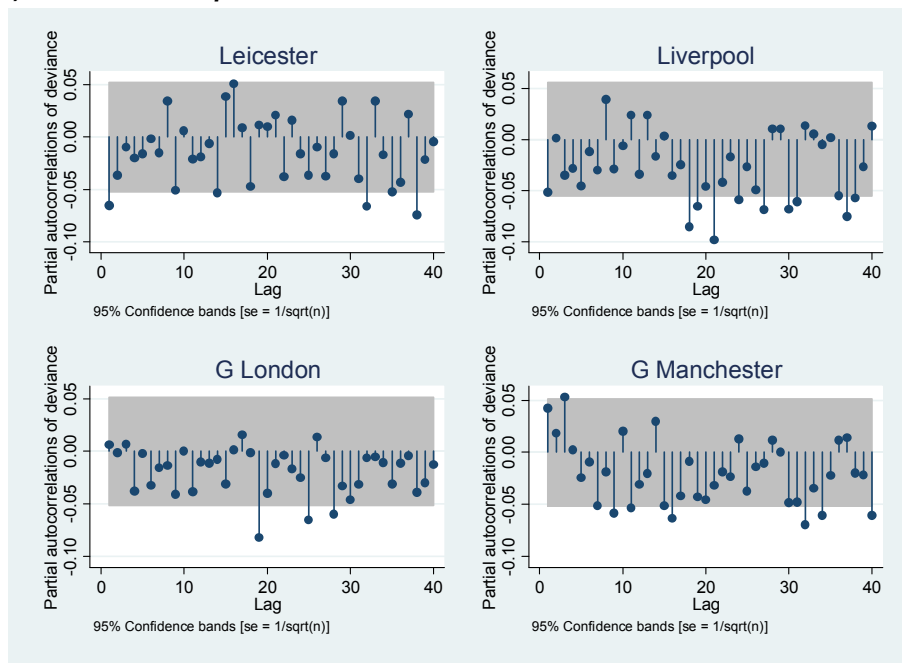 Leicester
Partial autocorrelations of deviance
0.05
0.00
-0.05
-0.10
0 10 20 30 40
Lag
95% Confidence bands [se = 1/sqrt(n)]
Liverpool
Partial autocorrelations of deviance
0.05
0.00
-0.05
-0.10
0 10 20 30 40
Lag
95% Confidence bands [se = 1/sqrt(n)]
G London
Partial autocorrelations of deviance
0.05
0.00
-0.05
-0.10
0 10 20 30 40
Lag
95% Confidence bands [se = 1/sqrt(n)]
G Manchester
Partial autocorrelations of deviance
0.05
0.00
-0.05
-0.10
0 10 20 30 40
Lag
95% Confidence bands [se = 1/sqrt(n)]